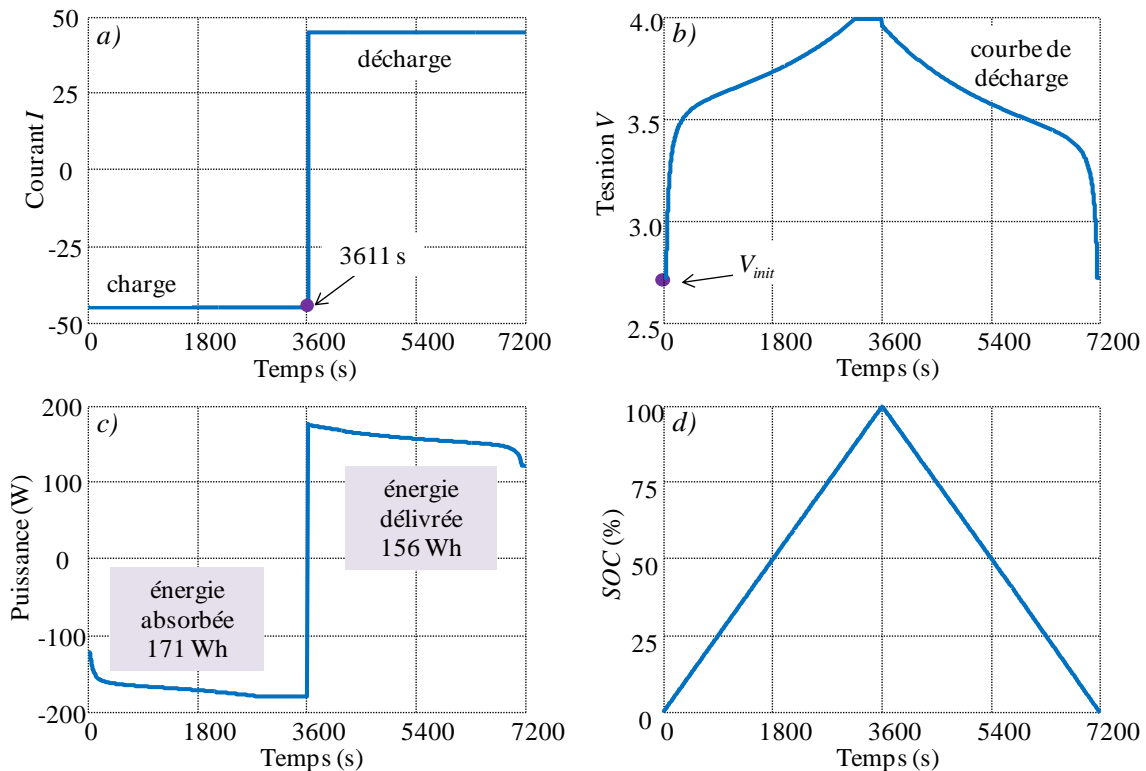 a)
50
25
0
-25
-50
Courant I
décharge
charge
3611 s
0 1800 3600 5400 7200
Temps (s)
b)
4.0
3.5
3.0
2.5
Tesnion V
courbe de
décharge
V init
0 1800 3600 5400 7200
Temps (s)
c)
200
100
0
-100
-200
Puissance (W)
énergie
absorbée
171 Wh
énergie
délivrée
156 Wh
0 1800 3600 5400 7200
Temps (s)
d)
100
75
50
25
0
SOC (%)
0 1800 3600 5400 7200
Temps (s)